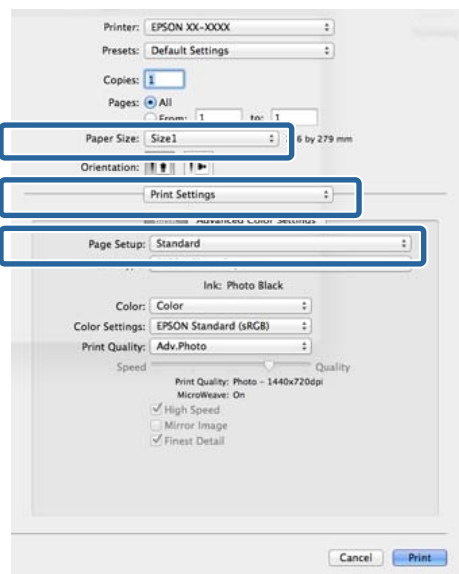 Printer: EPSON XX-XXXX
Presets: Default Settings
Copies: 1
Pages: All
From: 1 to: 1
Paper Size: Size1 6 by 279 mm
Orientation:
Print Settings
Advanced Color Settings
Page Setup: Standard
Ink: Photo Black
Color: Color
Color Settings: EPSON Standard (sRGB)
Print Quality: Adv.Photo
Speed Quality
Print Quality: Photo - 1440x720dpi
MicroWeave: On
High Speed
Mirror Image
Finest Detail
Cancel Print